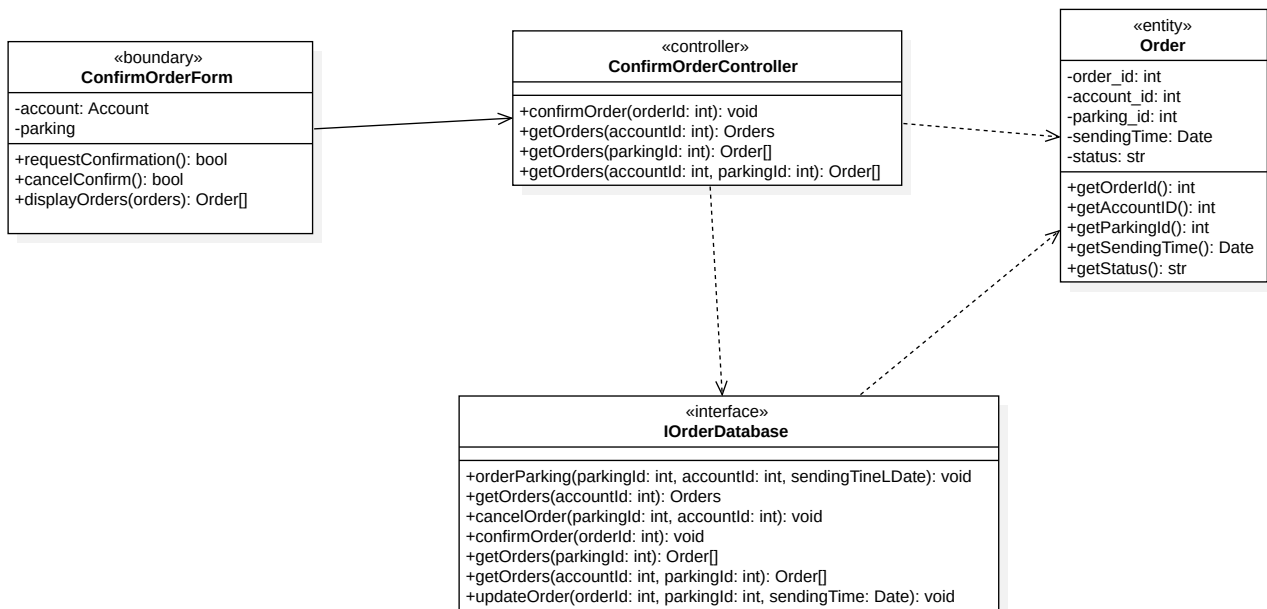 «boundary»
ConfirmOrderForm
-account: Account
-parking
+requestConfirmation(): bool
+cancelConfirm(): bool
+displayOrders(orders): Order[]
«controller»
ConfirmOrderController
+confirmOrder(orderId: int): void
+getOrders(accountId: int): Orders
+getOrders(parkingId: int): Order[]
+getOrders(accountId: int, parkingId: int): Order[]
«entity»
Order
-order_id: int
-account_id: int
-parking_id: int
-sendingTime: Date
-status: str
+getOrderId(): int
+getAccountID(): int
+getParkingId(): int
+getSendingTime(): Date
+getStatus(): str
«interface»
IOrderDatabase
+orderParking(parkingId: int, accountId: int, sendingTineLDate): void
+getOrders(accountId: int): Orders
+cancelOrder(parkingId: int, accountId: int): void
+confirmOrder(orderId: int): void
+getOrders(parkingId: int): Order[]
+getOrders(accountId: int, parkingId: int): Order[]
+updateOrder(orderId: int, parkingId: int, sendingTime: Date): void